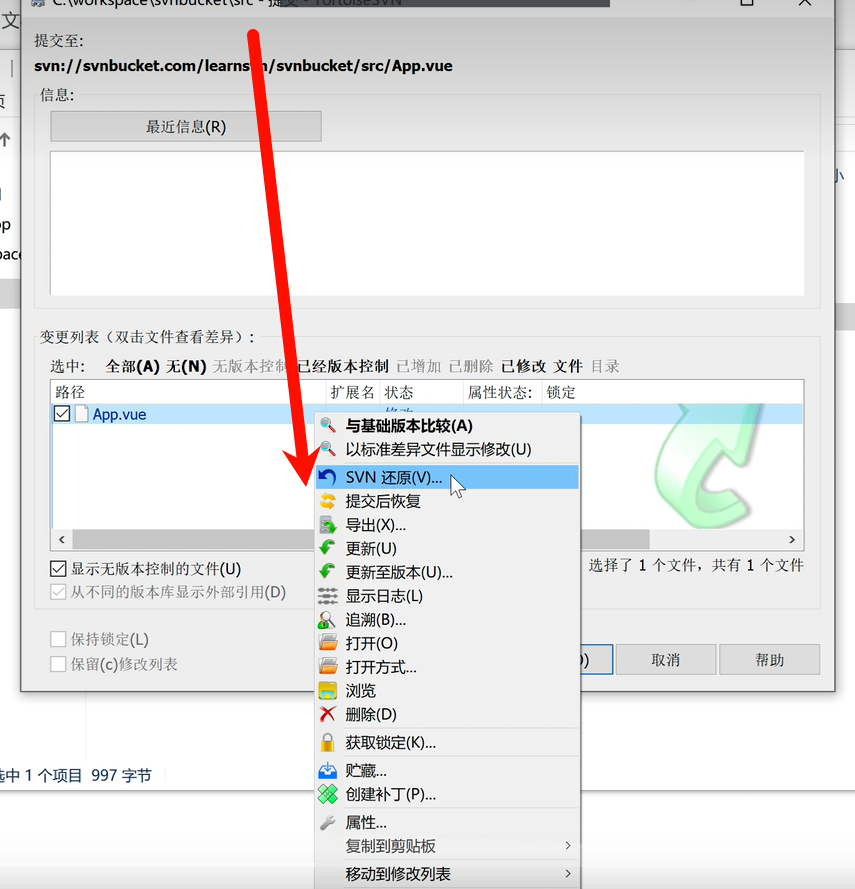 C:\workspace\svnbucket\src - 提交 - TortoiseSVN
提交至:
svn://svnbucket.com/learnsvn/svnbucket/src/App.vue
信息:
最近信息(R)
变更列表（双击文件查看差异）:
选中: 全部(A) 无(N) 无版本控制 已经版本控制 已增加 已删除 已修改 文件 目录
路径 扩展名 状态 属性状态: 锁定
App.vue
与基础版本比较(A)
以标准差异文件显示修改(U)
SVN 还原(V)...
提交后恢复
导出(X)...
更新(U)
更新至版本(U)...
显示日志(L)
追溯(B)...
打开(O)
打开方式...
浏览
删除(D)
获取锁定(K)...
贮藏...
创建补丁(P)...
属性...
复制到剪贴板
移动到修改列表
显示无版本控制的文件(U)
选择了 1 个文件，共有 1 个文件
从不同的版本库显示外部引用(D)
保持锁定(L)
保留(c)修改列表
取消
帮助
选中 1 个项目 997 字节